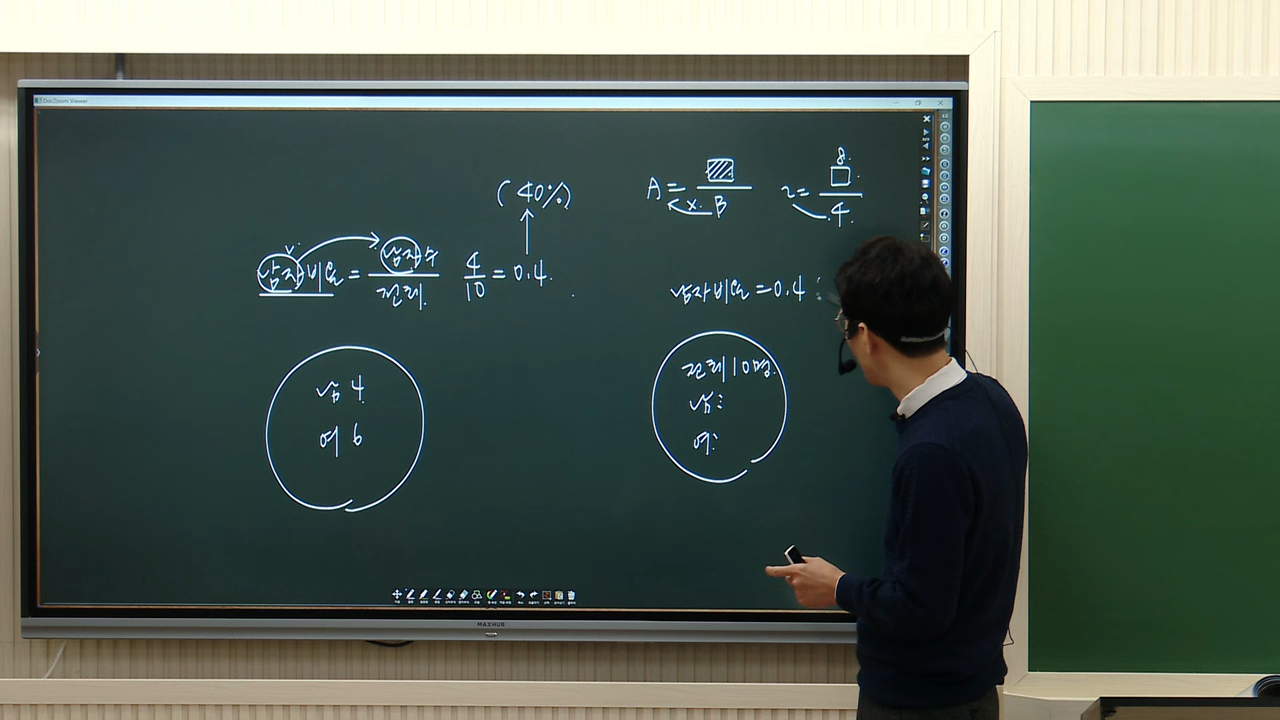 DocZoom Viewer
(40%)
남자비율 = 남자수 / 전체 4/10 = 0.4
남 4
여 6
A = / B x
2 = 8 / 4
남자비율 = 0.4
전체 10명
남:
여:
MAXHUB